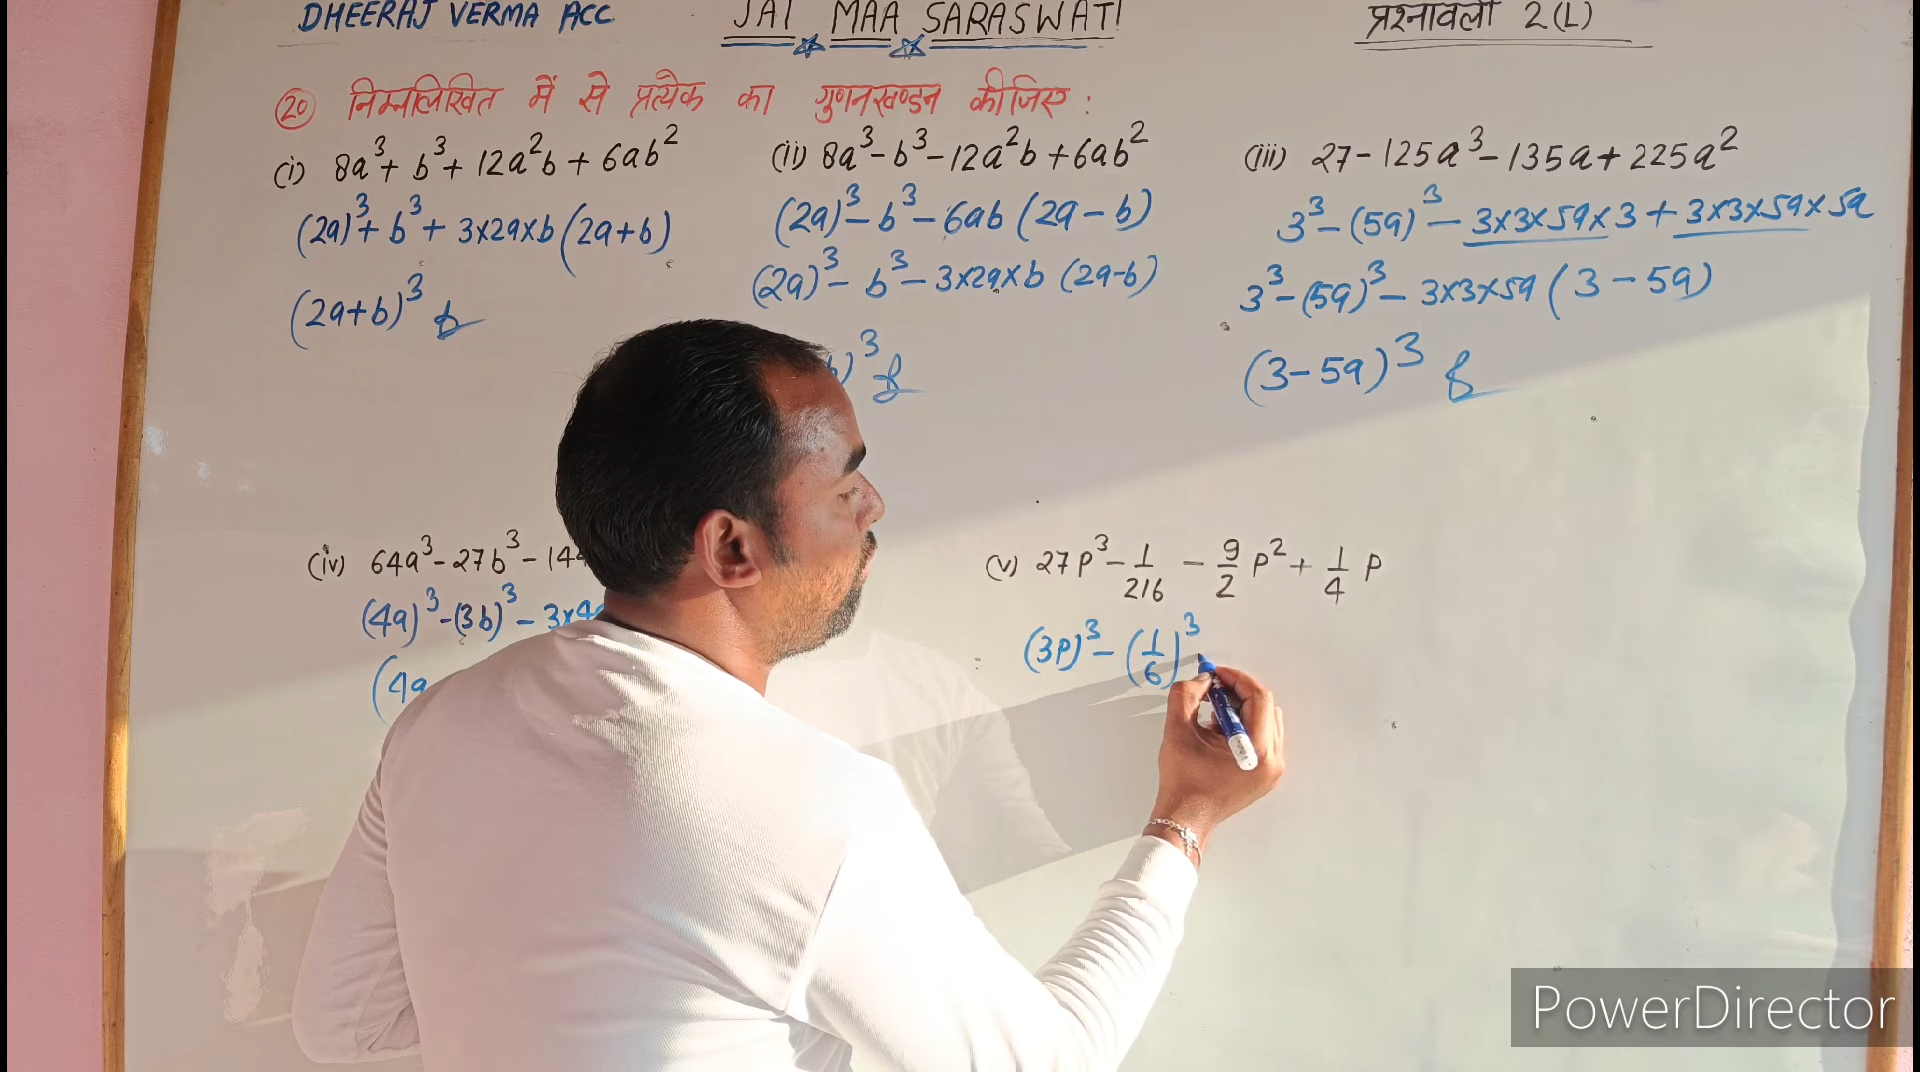 DHEERAJ VERMA ACC. JAI MAA SARASWATI प्रश्नावली 2(L)
(20) निम्नलिखित में से प्रत्येक का गुणनखण्डन कीजिए :
(i) 8a³ + b³ + 12a²b + 6ab²
(2a)³ + b³ + 3×2a×b(2a+b)
(2a+b)³
(ii) 8a³ - b³ - 12a²b + 6ab²
(2a)³ - b³ - 6ab (2a - b)
(2a)³ - b³ - 3×2a×b (2a-b)
)³
(iii) 27 - 125a³ - 135a + 225a²
3³ - (5a)³ - 3×3×5a×3 + 3×3×5a×5a
3³ - (5a)³ - 3×3×5a (3 - 5a)
(3 - 5a)³
(iv) 64a³ - 27b³ - 144
(4a)³ - (3b)³ - 3×4a
(4a
(v) 27p³ - 1/216 - 9/2 p² + 1/4 p
(3p)³ - (1/6)³
PowerDirector